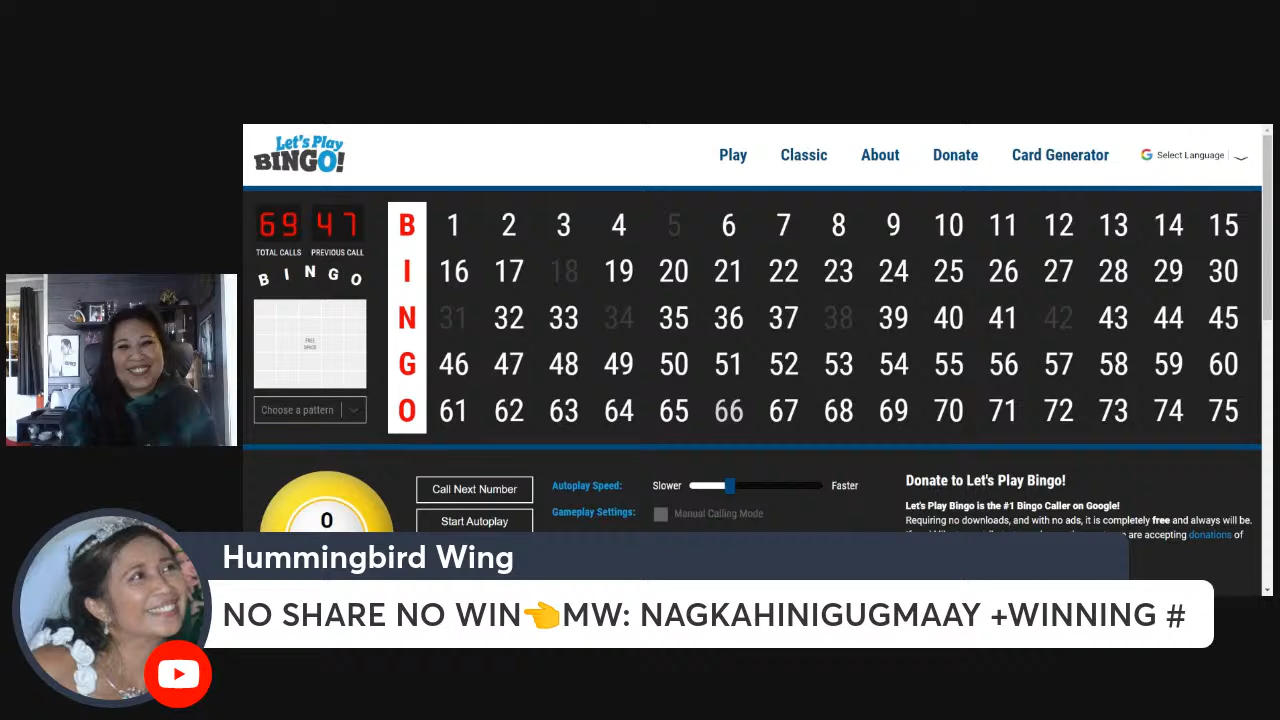 Let's Play
BINGO!
Play Classic About Donate Card Generator Select Language
69 47
TOTAL CALLS PREVIOUS CALL
B I N G O
FREE
SPACE
Choose a pattern
B 1 2 3 4 5 6 7 8 9 10 11 12 13 14 15
I 16 17 18 19 20 21 22 23 24 25 26 27 28 29 30
N 31 32 33 34 35 36 37 38 39 40 41 42 43 44 45
G 46 47 48 49 50 51 52 53 54 55 56 57 58 59 60
O 61 62 63 64 65 66 67 68 69 70 71 72 73 74 75
O
Call Next Number
Start Autoplay
Autoplay Speed: Slower Faster
Gameplay Settings: Manual Calling Mode
Donate to Let's Play Bingo!
Let's Play Bingo is the #1 Bingo Caller on Google!
Requiring no downloads, and with no ads, it is completely free and always will be.
are accepting donations of
Hummingbird Wing
NO SHARE NO WIN👈MW: NAGKAHINIGUGMAAY +WINNING #